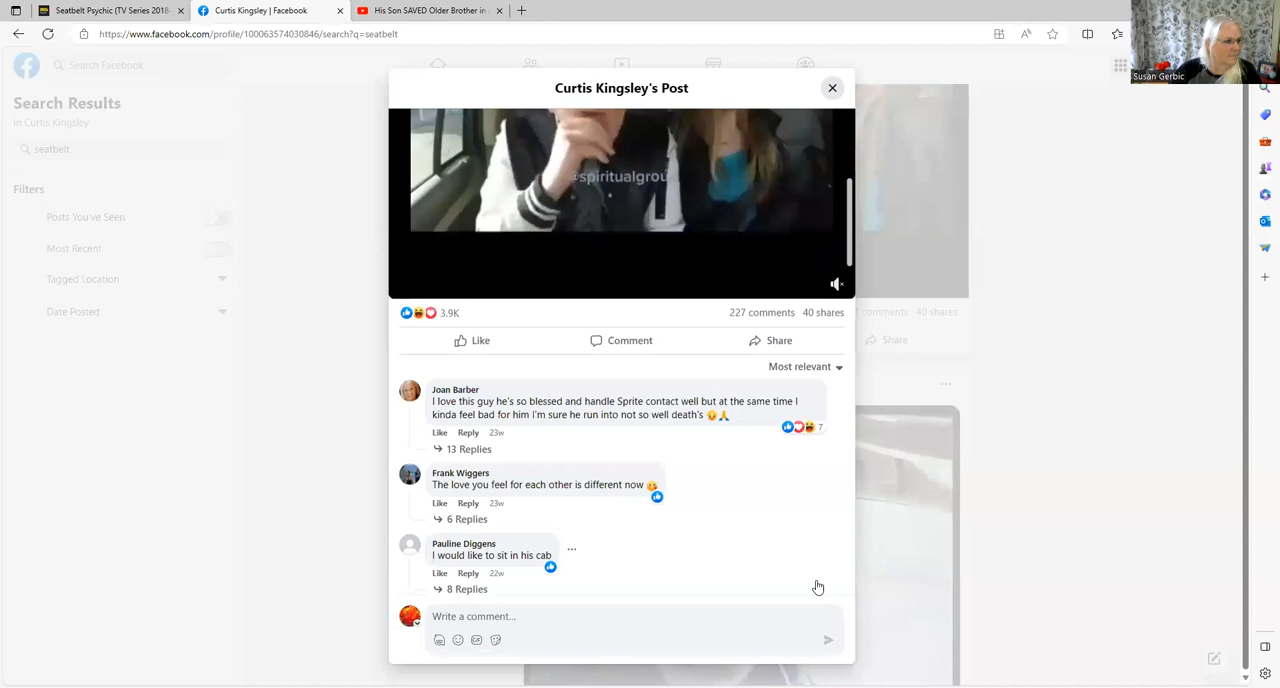 Seatbelt Psychic (TV Series 2018-
Curtis Kingsley | Facebook
His Son SAVED Older Brother in
https://www.facebook.com/profile/100063574030846/search?q=seatbelt
Susan Gerbic
Search Facebook
Search Results
in Curtis Kingsley
seatbelt
Filters
Posts You've Seen
Most Recent
Tagged Location
Date Posted
Curtis Kingsley's Post
spiritualgrou
3.9K
227 comments 40 shares
Like Comment Share
Most relevant
Joan Barber
I love this guy he's so blessed and handle Sprite contact well but at the same time I
kinda feel bad for him I'm sure he run into not so well death's 😔🙏
7
Like Reply 23w
13 Replies
Frank Wiggers
The love you feel for each other is different now 😋
Like Reply 23w
6 Replies
Pauline Diggens
I would like to sit in his cab
Like Reply 22w
8 Replies
Write a comment...
comments 40 shares
Share